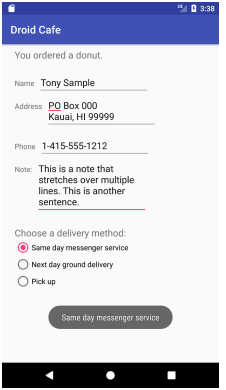 3:38
Droid Cafe
You ordered a donut.
Name Tony Sample
Address PO Box 000
Kauai, HI 99999
Phone 1-415-555-1212
Note: This is a note that
stretches over multiple
lines. This is another
sentence.
Choose a delivery method:
Same day messenger service
Next day ground delivery
Pick up
Same day messenger service